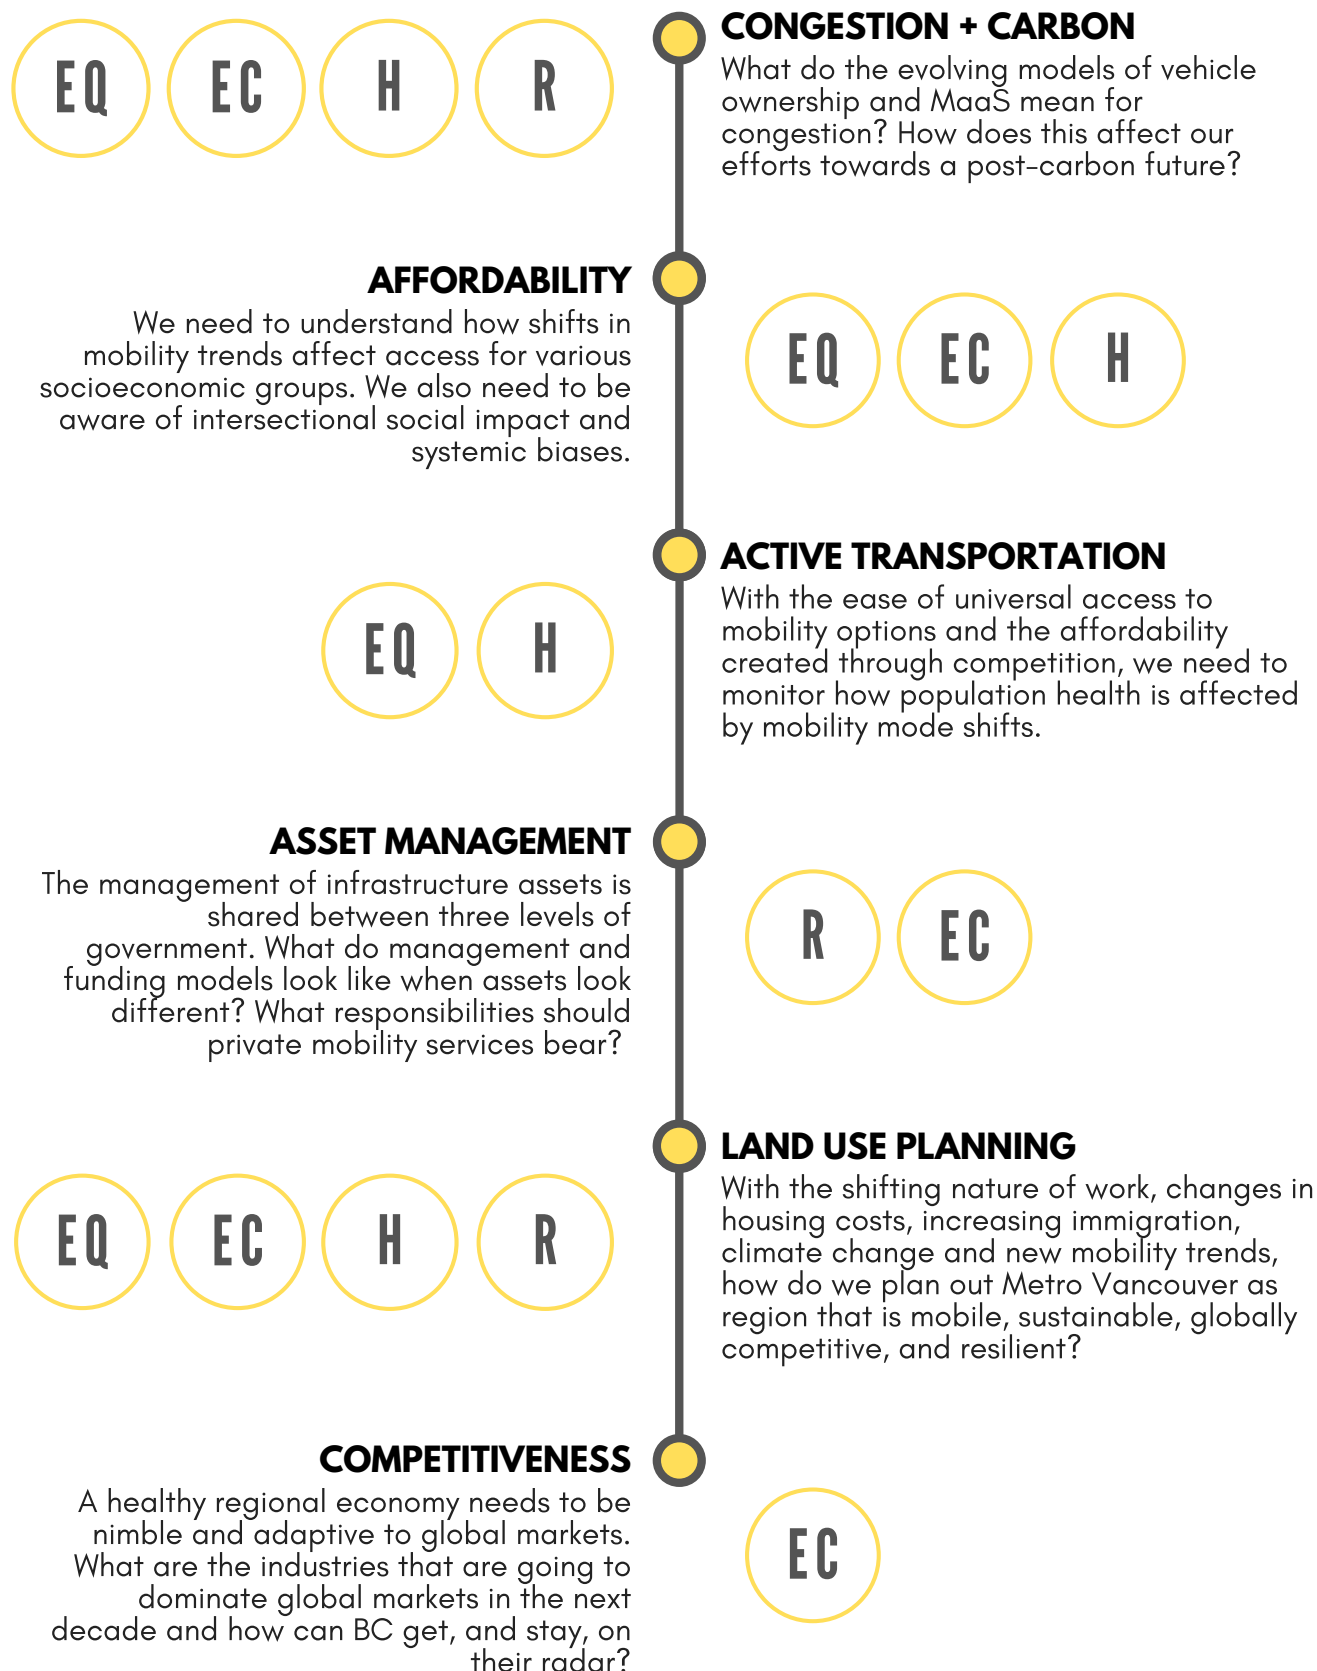 EQ EC H R
CONGESTION + CARBON
What do the evolving models of vehicle
ownership and MaaS mean for
congestion? How does this affect our
efforts towards a post-carbon future?
AFFORDABILITY
We need to understand how shifts in
mobility trends affect access for various
socioeconomic groups. We also need to be
aware of intersectional social impact and
systemic biases.
EQ EC H
ACTIVE TRANSPORTATION
With the ease of universal access to
mobility options and the affordability
created through competition, we need to
monitor how population health is affected
by mobility mode shifts.
EQ H
ASSET MANAGEMENT
The management of infrastructure assets is
shared between three levels of
government. What do management and
funding models look like when assets look
different? What responsibilities should
private mobility services bear?
R EC
LAND USE PLANNING
With the shifting nature of work, changes in
housing costs, increasing immigration,
climate change and new mobility trends,
how do we plan out Metro Vancouver as
region that is mobile, sustainable, globally
competitive, and resilient?
EQ EC H R
COMPETITIVENESS
A healthy regional economy needs to be
nimble and adaptive to global markets.
What are the industries that are going to
dominate global markets in the next
decade and how can BC get, and stay, on
their radar?
EC